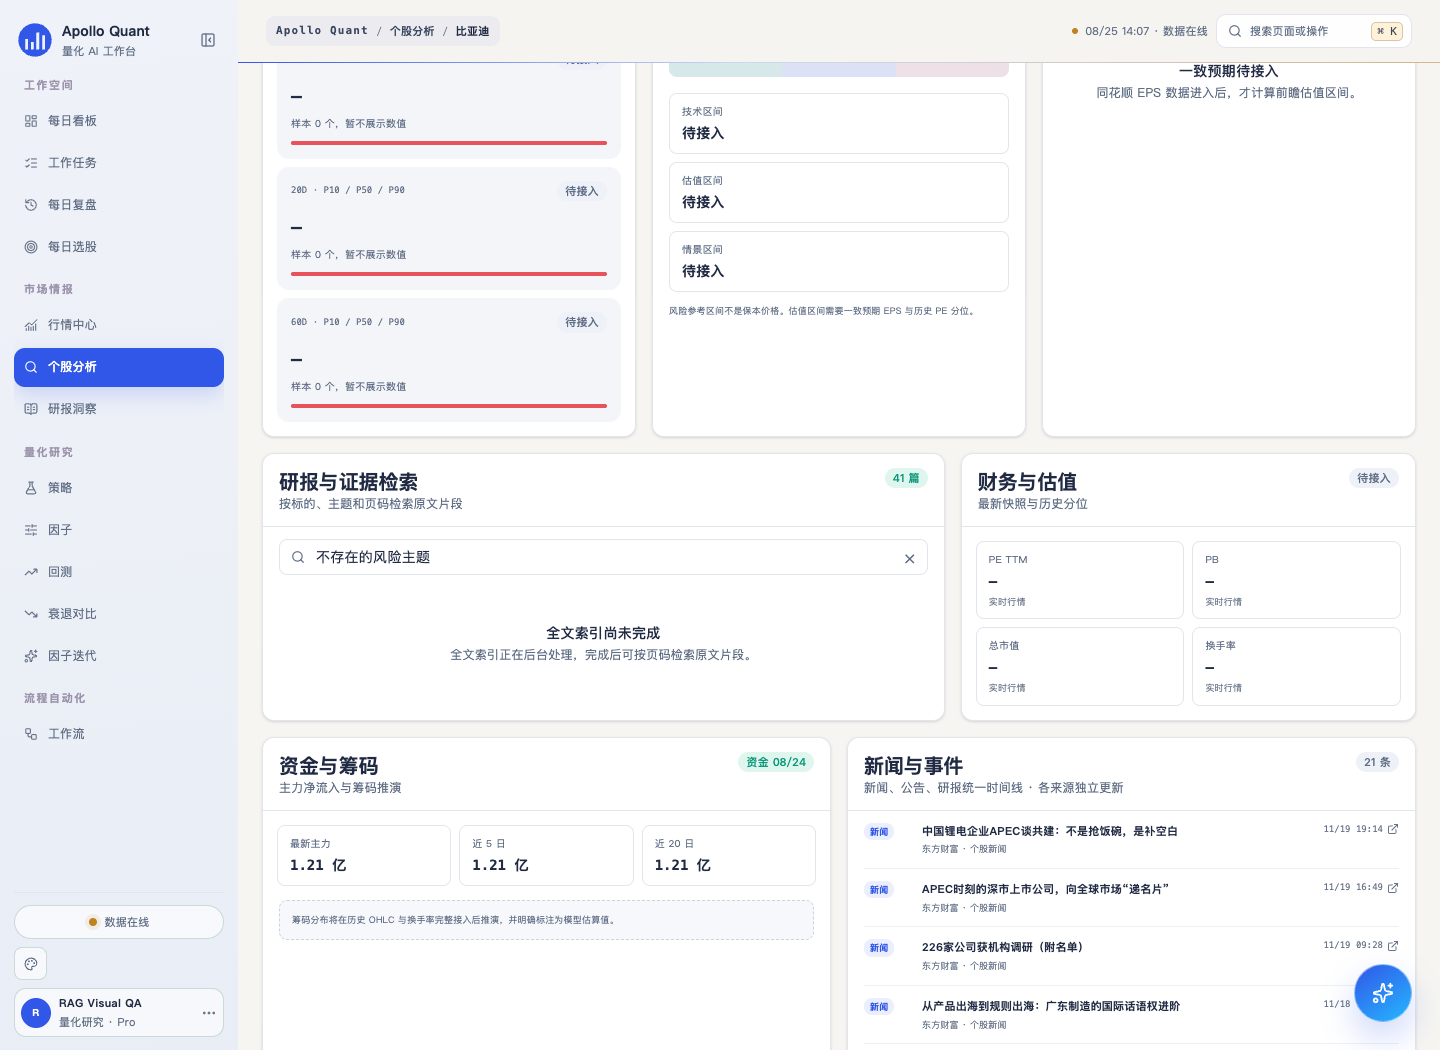 Apollo Quant
量化 AI 工作台
工作空间
每日看板
工作任务
每日复盘
每日选股
市场情报
行情中心
个股分析
研报洞察
量化研究
策略
因子
回测
衰退对比
因子迭代
流程自动化
工作流
数据在线
R
RAG Visual QA
量化研究 · Pro
Apollo Quant / 个股分析 / 比亚迪
08/25 14:07 · 数据在线
搜索页面或操作
⌘ K
—
样本 0 个，暂不展示数值
20D · P10 / P50 / P90
待接入
—
样本 0 个，暂不展示数值
60D · P10 / P50 / P90
待接入
—
样本 0 个，暂不展示数值
技术区间
待接入
估值区间
待接入
情景区间
待接入
风险参考区间不是保本价格。估值区间需要一致预期 EPS 与历史 PE 分位。
一致预期待接入
同花顺 EPS 数据进入后，才计算前瞻估值区间。
研报与证据检索
41 篇
按标的、主题和页码检索原文片段
不存在的风险主题
全文索引尚未完成
全文索引正在后台处理，完成后可按页码检索原文片段。
财务与估值
待接入
最新快照与历史分位
PE TTM
—
实时行情
PB
—
实时行情
总市值
—
实时行情
换手率
—
实时行情
资金与筹码
资金 08/24
主力净流入与筹码推演
最新主力
1.21 亿
近 5 日
1.21 亿
近 20 日
1.21 亿
筹码分布将在历史 OHLC 与换手率完整接入后推演，并明确标注为模型估算值。
新闻与事件
21 条
新闻、公告、研报统一时间线 · 各来源独立更新
新闻
中国锂电企业APEC谈共建：不是抢饭碗，是补空白
11/19 19:14
东方财富 · 个股新闻
新闻
APEC时刻的深市上市公司，向全球市场“递名片”
11/19 16:49
东方财富 · 个股新闻
新闻
226家公司获机构调研（附名单）
11/19 09:28
东方财富 · 个股新闻
新闻
从产品出海到规则出海：广东制造的国际话语权进阶
11/18
东方财富 · 个股新闻